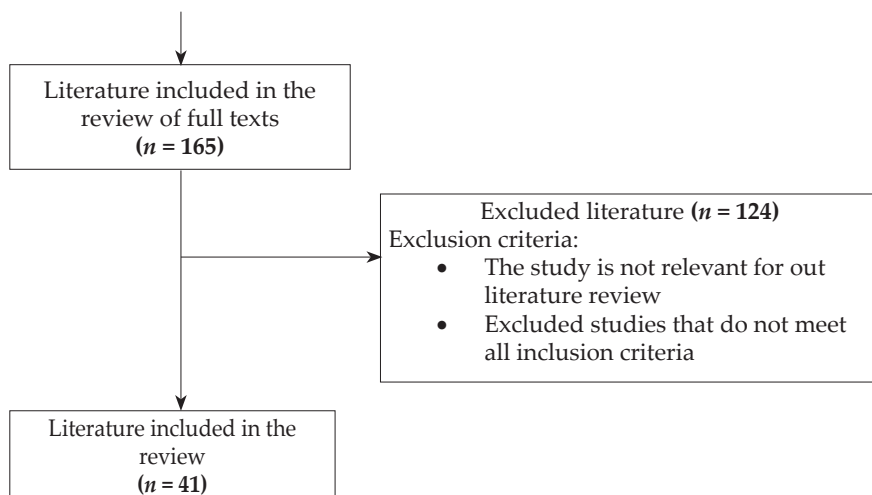 Literature included in the
review of full texts
(n = 165)
Excluded literature (n = 124)
Exclusion criteria:
• The study is not relevant for out
literature review
• Excluded studies that do not meet
all inclusion criteria
Literature included in the
review
(n = 41)